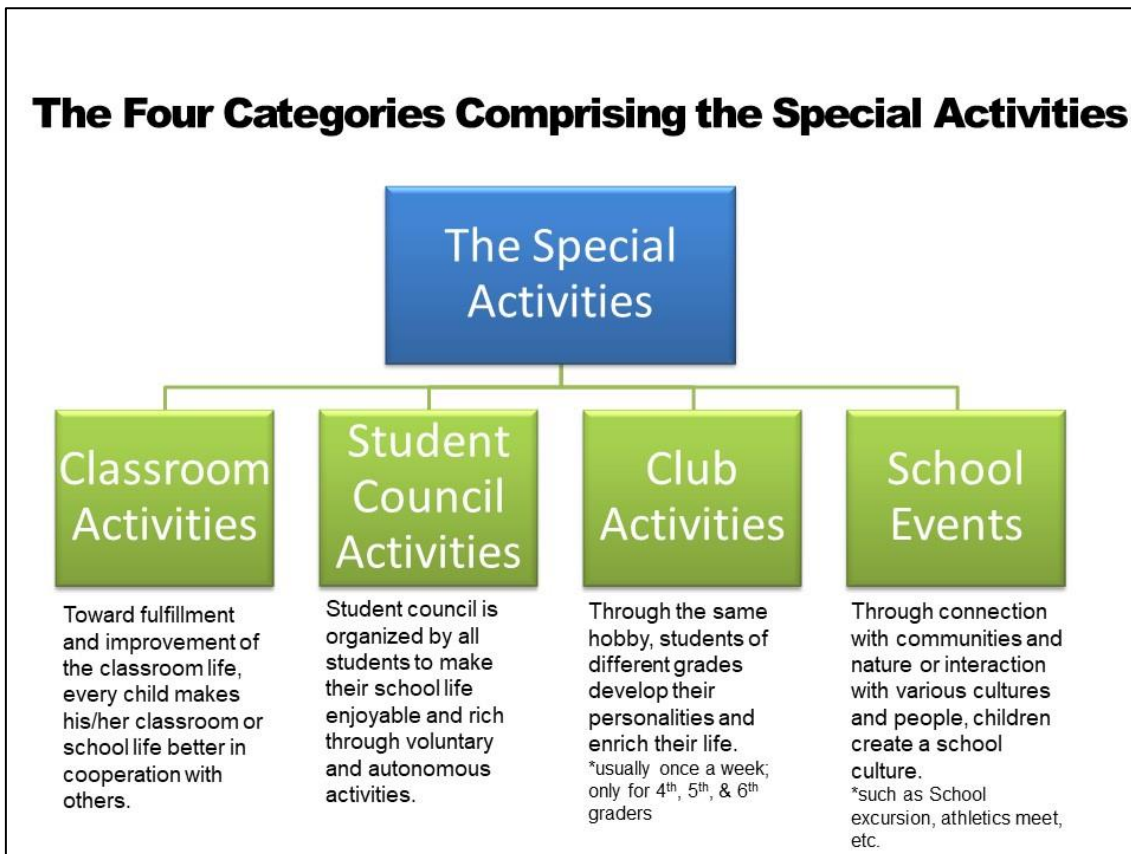 The Four Categories Comprising the Special Activities
The Special
Activities
Classroom
Activities
Student
Council
Activities
Club
Activities
School
Events
Toward fulfillment
and improvement of
the classroom life,
every child makes
his/her classroom or
school life better in
cooperation with
others.
Student council is
organized by all
students to make
their school life
enjoyable and rich
through voluntary
and autonomous
activities.
Through the same
hobby, students of
different grades
develop their
personalities and
enrich their life.
*usually once a week;
only for 4th, 5th, & 6th
graders
Through connection
with communities and
nature or interaction
with various cultures
and people, children
create a school
culture.
*such as School
excursion, athletics meet,
etc.